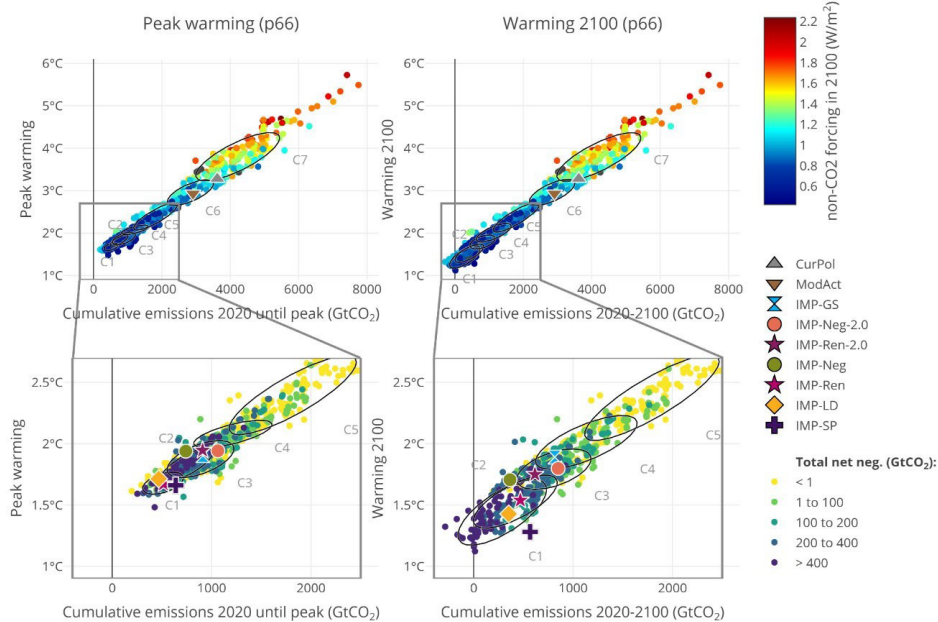 Peak warming (p66)
Warming 2100 (p66)
6°C
5°C
4°C
3°C
2°C
1°C
Peak warming
C7
C6
C5
C2
C4
C3
C1
0
2000
4000
6000
8000
Cumulative emissions 2020 until peak (GtCO₂)
6°C
5°C
4°C
3°C
2°C
1°C
Warming 2100
C7
C6
C5
C2
C4
C3
C1
0
2000
4000
6000
8000
Cumulative emissions 2020-2100 (GtCO₂)
2.2
2
1.8
1.6
1.4
1.2
1
0.8
0.6
non-CO2 forcing in 2100 (W/m²)
CurPol
ModAct
IMP-GS
IMP-Neg-2.0
IMP-Ren-2.0
IMP-Neg
IMP-Ren
IMP-LD
IMP-SP
2.5°C
2°C
1.5°C
1°C
Peak warming
C2
C5
C4
C3
C1
0
1000
2000
Cumulative emissions 2020 until peak (GtCO₂)
2.5°C
2°C
1.5°C
1°C
Warming 2100
C5
C2
C4
C3
C1
0
1000
2000
Cumulative emissions 2020-2100 (GtCO₂)
Total net neg. (GtCO₂):
< 1
1 to 100
100 to 200
200 to 400
> 400